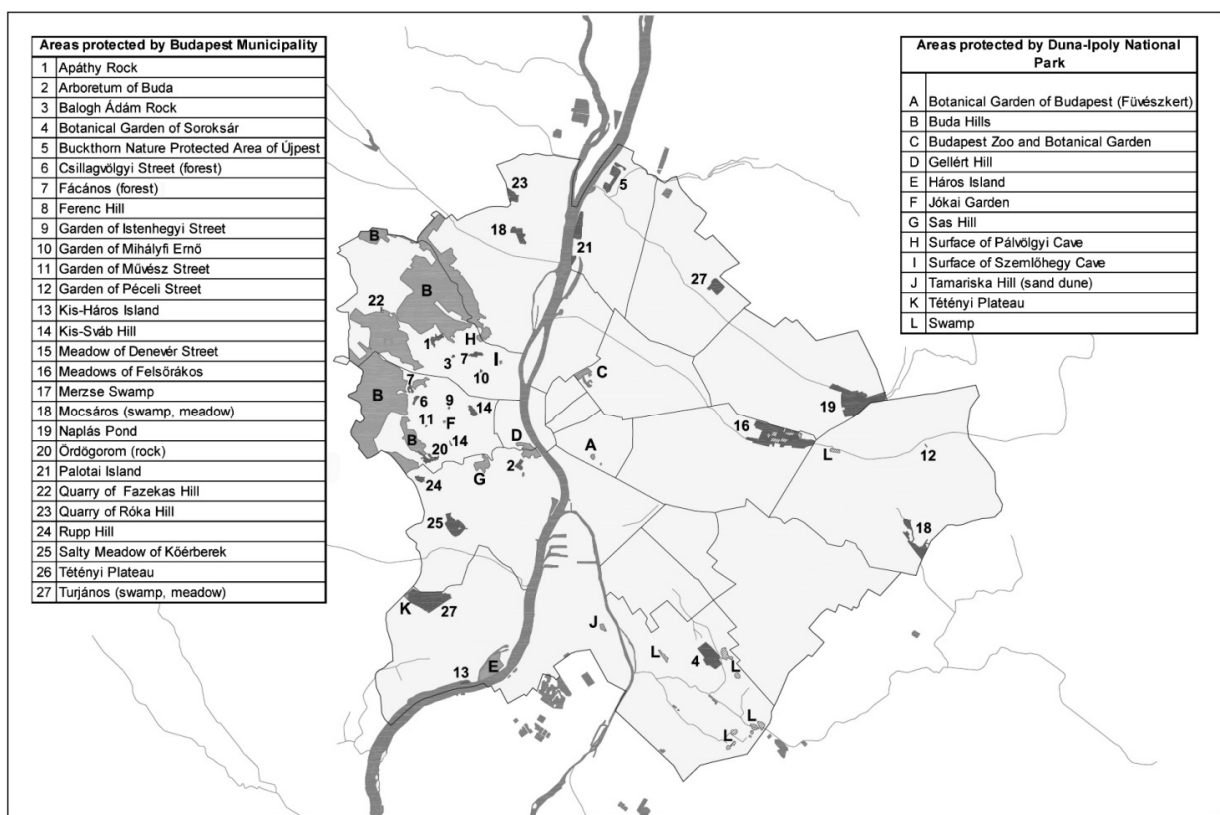 Areas protected by Budapest Municipality
1 Apáthy Rock
2 Arboretum of Buda
3 Balogh Ádám Rock
4 Botanical Garden of Soroksár
5 Buckthorn Nature Protected Area of Újpest
6 Csillagvölgyi Street (forest)
7 Fácános (forest)
8 Ferenc Hill
9 Garden of Istenhegyi Street
10 Garden of Mihályfi Ernö
11 Garden of Művész Street
12 Garden of Péceli Street
13 Kis-Háros Island
14 Kis-Sváb Hill
15 Meadow of Denevér Street
16 Meadows of Felsőrákos
17 Merzse Swamp
18 Mocsáros (swamp, meadow)
19 Naplás Pond
20 Ördögorom (rock)
21 Palotai Island
22 Quarry of Fazekas Hill
23 Quarry of Róka Hill
24 Rupp Hill
25 Salty Meadow of Kőérberek
26 Tétényi Plateau
27 Turjános (swamp, meadow)
Areas protected by Duna-Ipoly National
Park
A Botanical Garden of Budapest (Füvészkert)
B Buda Hills
C Budapest Zoo and Botanical Garden
D Gellért Hill
E Háros Island
F Jókai Garden
G Sas Hill
H Surface of Pálvölgyi Cave
I Surface of Szemlőhegy Cave
J Tamariska Hill (sand dune)
K Tétényi Plateau
L Swamp
23
5
18
B
21
27
B
22
1
H
3
7
I
10
C
7
B
6
9
14
19
11
F
16
B
14
D
A
L
12
20
G
2
24
25
18
K
27
J
L
4
L
E
13
L
L